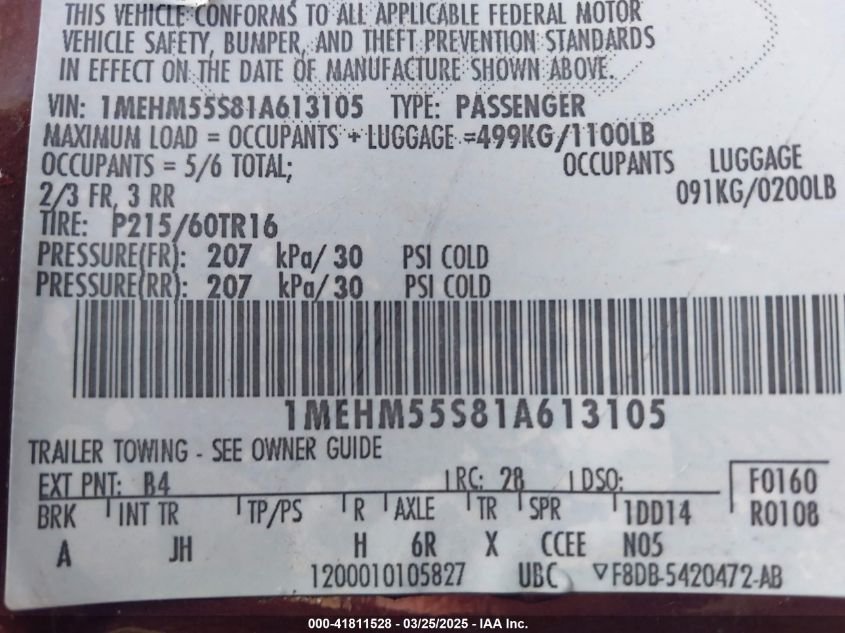 THIS VEHICLE CONFORMS TO ALL APPLICABLE FEDERAL MOTOR
VEHICLE SAFETY, BUMPER, AND THEFT PREVENTION STANDARDS
IN EFFECT ON THE DATE OF MANUFACTURE SHOWN ABOVE.
VIN: 1MEHM55S81A613105 TYPE: PASSENGER
MAXIMUM LOAD = OCCUPANTS + LUGGAGE =499KG/1100LB
OCCUPANTS = 5/6 TOTAL; OCCUPANTS LUGGAGE
2/3 FR, 3 RR 091KG/0200LB
TIRE: P215/60TR16
PRESSURE(FR): 207 kPa/ 30 PSI COLD
PRESSURE(RR): 207 kPa/ 30 PSI COLD
1MEHM55S81A613105
TRAILER TOWING - SEE OWNER GUIDE
EXT PNT: B4 RC: 28 DSO: F0160
BRK INT TR TP/PS R AXLE TR SPR 1DD14 R0108
A JH H 6R X CCEE N05
1200010105827 UBC ▽F8DB-5420472-AB
000-41811528 - 03/25/2025 - IAA Inc.